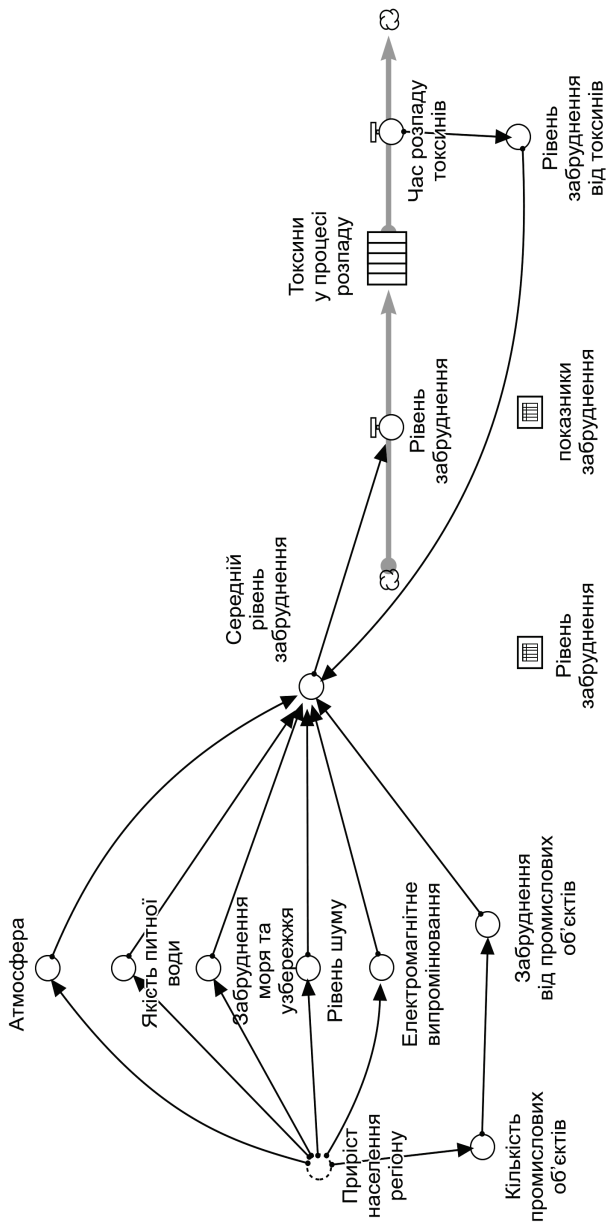 Атмосфера
Якість питної
води
Забруднення
моря та
узбережжя
Рівень шуму
Електромагнітне
випромінювання
Забруднення
від промислових
об’єктів
Приріст
населення
регіону
Кількість
промислових
об’єктів
Середній
рівень
забруднення
Рівень
забруднення
Токсини
у процесі
розпаду
Час розпаду
токсинів
Рівень
забруднення
від токсинів
Рівень
забруднення
показники
забруднення